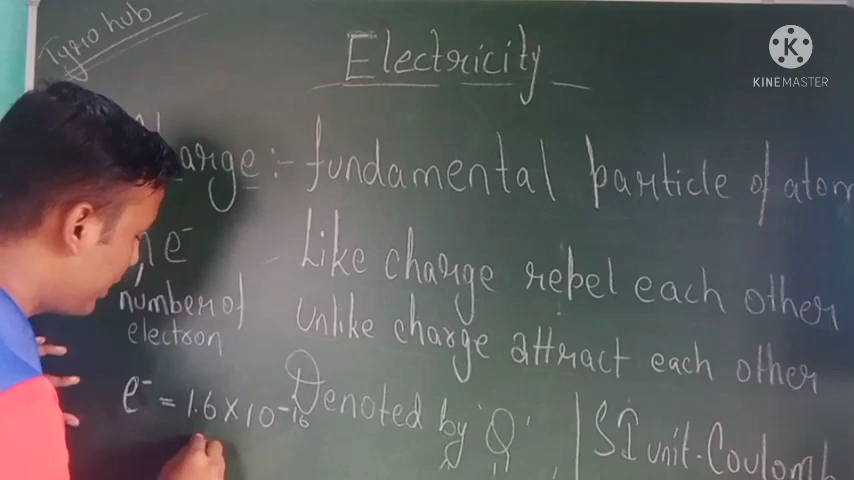 Tyrio hub
Electricity
KINEMASTER
arge :- fundamental particle of atom
n e⁻
Like charge repel each other
number of
electron
Unlike charge attract each other
e⁻ = 1.6 × 10⁻¹⁶
Denoted by 'Q'
SI unit - Coulomb